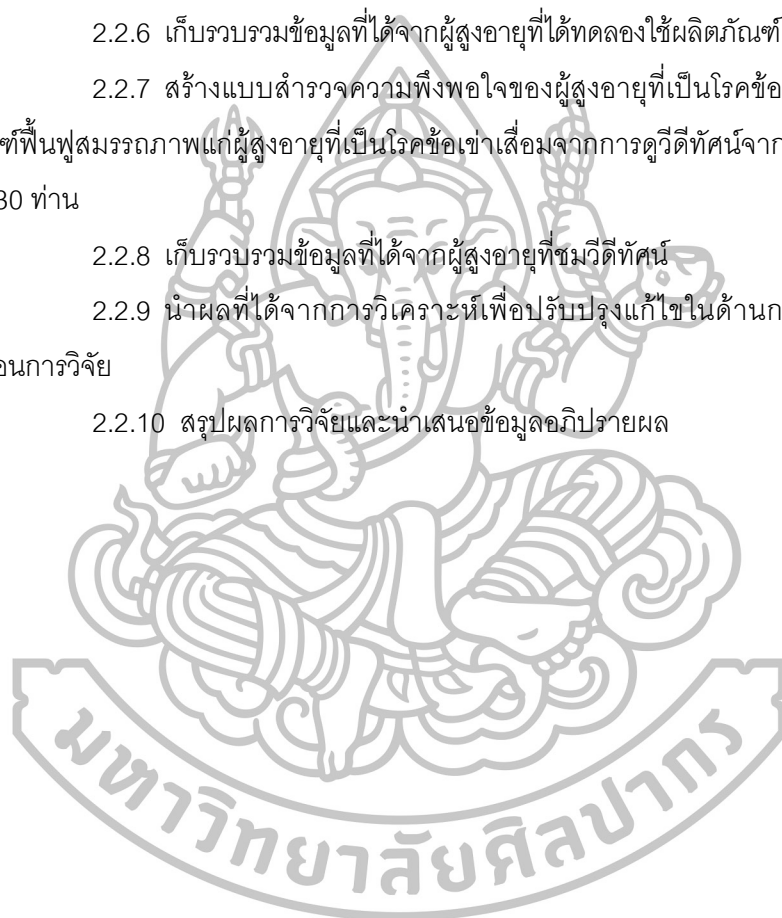 2.2.6 เก็บรวบรวมข้อมูลที่ได้จากผู้สูงอายุที่ได้ทดลองใช้ผลิตภัณฑ์
2.2.7 สร้างแบบสำรวจความพึงพอใจของผู้สูงอายุที่เป็นโรคข้อ
ฑ์ฟื้นฟูสมรรถภาพแก่ผู้สูงอายุที่เป็นโรคข้อเข่าเสื่อมจากการดูวีดีทัศน์จาก
30 ท่าน
2.2.8 เก็บรวบรวมข้อมูลที่ได้จากผู้สูงอายุที่ชมวีดีทัศน์
2.2.9 นำผลที่ได้จากการวิเคราะห์เพื่อปรับปรุงแก้ไขในด้านก
อนการวิจัย
2.2.10 สรุปผลการวิจัยและนำเสนอข้อมูลอภิปรายผล
มหาวิทยาลัยศิลปากร